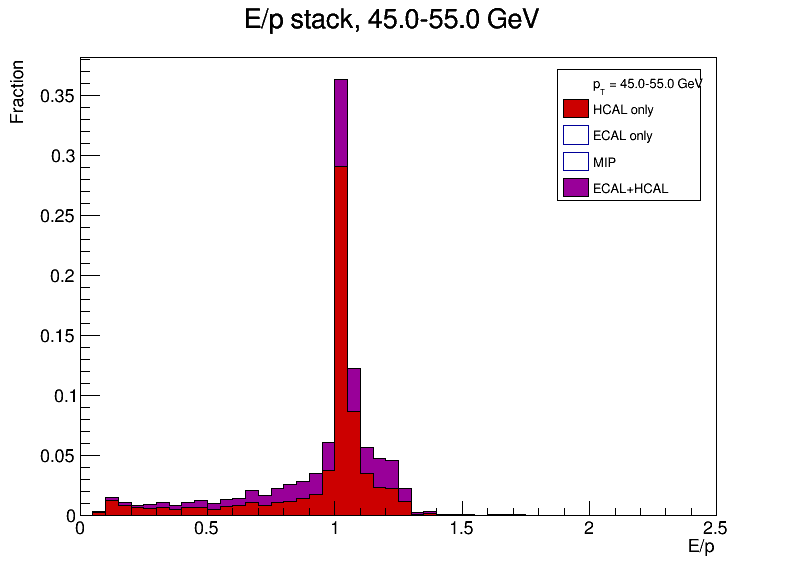 E/p stack, 45.0-55.0 GeV
Fraction
p_T = 45.0-55.0 GeV
HCAL only
ECAL only
MIP
ECAL+HCAL
0.35
0.3
0.25
0.2
0.15
0.1
0.05
0
0 0.5 1 1.5 2 2.5
E/p